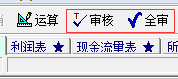 运算 审核 全审
利润表 ★ 现金流量表 ★ 所